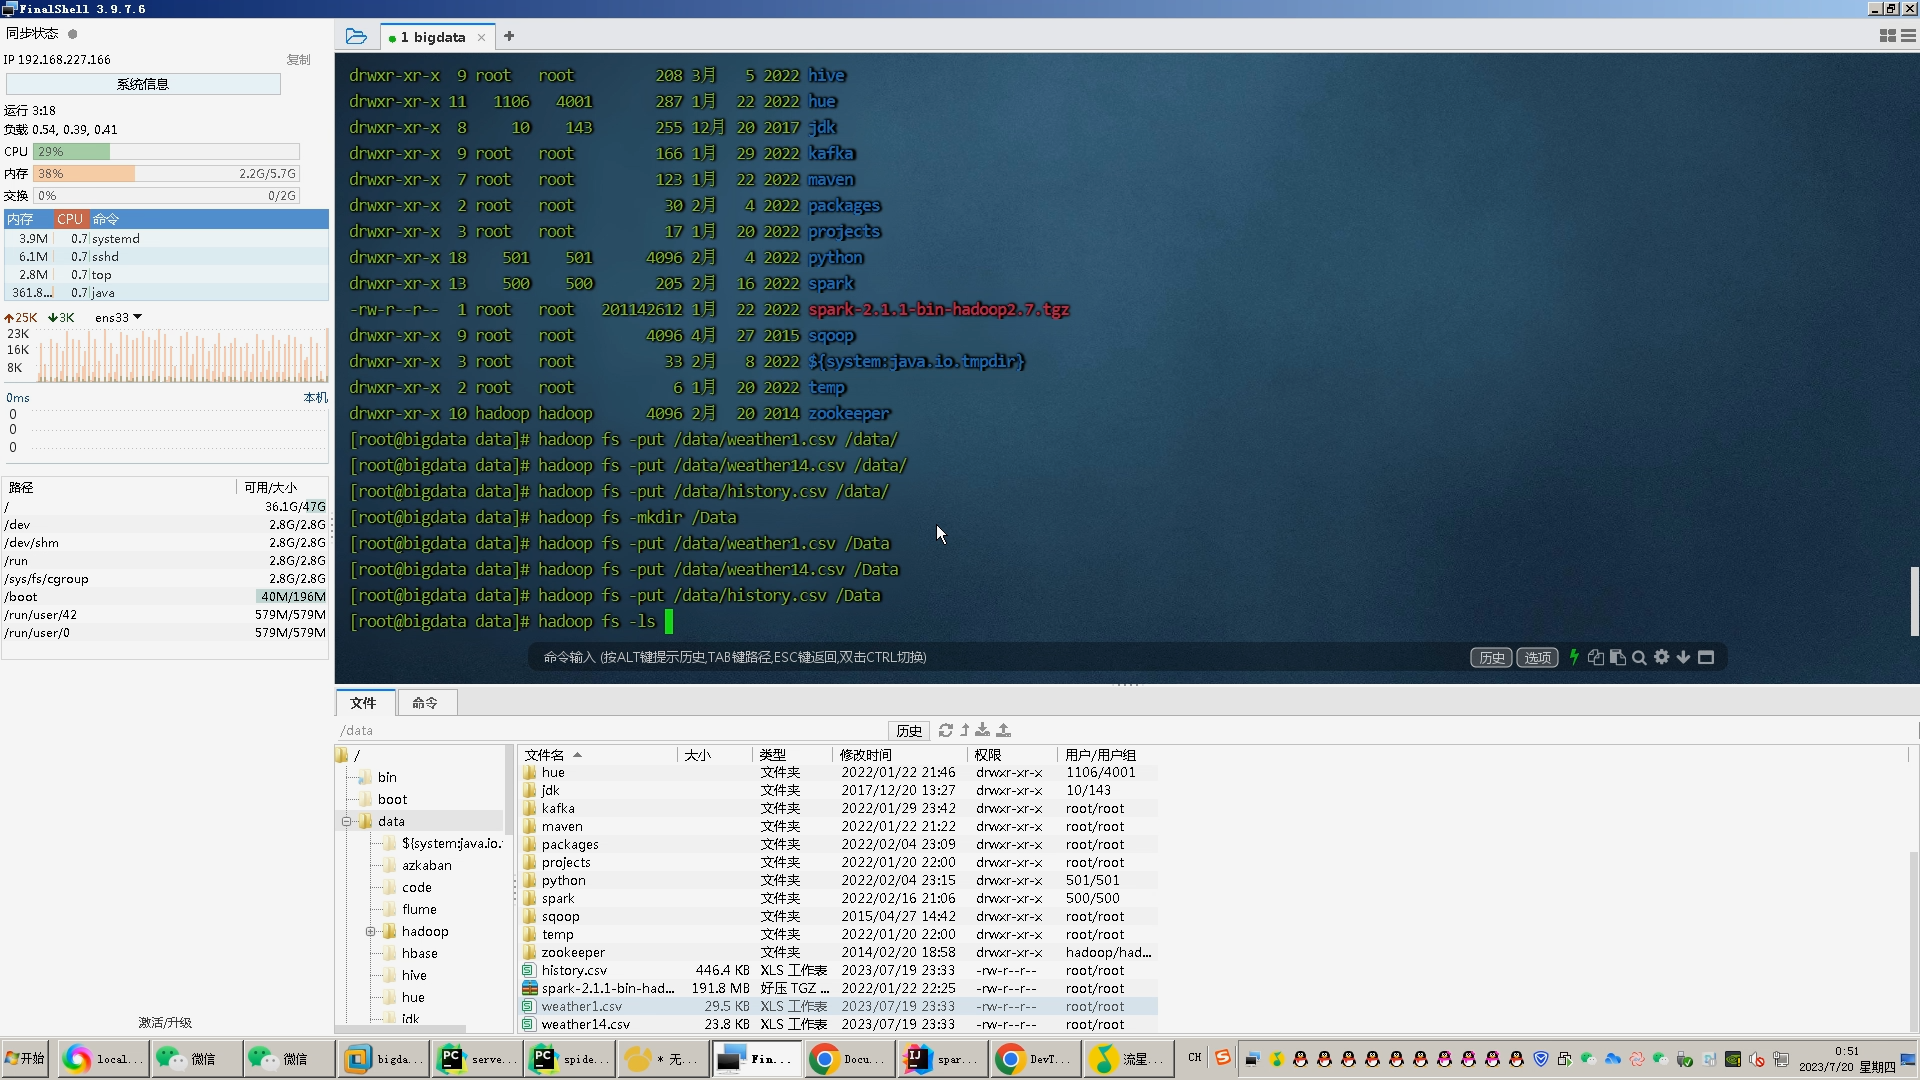 FinalShell 3.9.7.6
同步状态
IP 192.168.227.166 复制
系统信息
运行 3:18
负载 0.54, 0.39, 0.41
CPU 29%
内存 38% 2.2G/5.7G
交换 0% 0/2G
内存 CPU 命令
3.9M 0.7 systemd
6.1M 0.7 sshd
2.8M 0.7 top
361.8... 0.7 java
25K 3K ens33
23K
16K
8K
0ms 本机
0
0
0
路径 可用/大小
/ 36.1G/47G
/dev 2.8G/2.8G
/dev/shm 2.8G/2.8G
/run 2.8G/2.8G
/sys/fs/cgroup 2.8G/2.8G
/boot 40M/196M
/run/user/42 579M/579M
/run/user/0 579M/579M
激活/升级
1 bigdata
drwxr-xr-x 9 root root 208 3月 5 2022 hive
drwxr-xr-x 11 1106 4001 287 1月 22 2022 hue
drwxr-xr-x 8 10 143 255 12月 20 2017 jdk
drwxr-xr-x 9 root root 166 1月 29 2022 kafka
drwxr-xr-x 7 root root 123 1月 22 2022 maven
drwxr-xr-x 2 root root 30 2月 4 2022 packages
drwxr-xr-x 3 root root 17 1月 20 2022 projects
drwxr-xr-x 18 501 501 4096 2月 4 2022 python
drwxr-xr-x 13 500 500 205 2月 16 2022 spark
-rw-r--r-- 1 root root 201142612 1月 22 2022 spark-2.1.1-bin-hadoop2.7.tgz
drwxr-xr-x 9 root root 4096 4月 27 2015 sqoop
drwxr-xr-x 3 root root 33 2月 8 2022 ${system:java.io.tmpdir}
drwxr-xr-x 2 root root 6 1月 20 2022 temp
drwxr-xr-x 10 hadoop hadoop 4096 2月 20 2014 zookeeper
[root@bigdata data]# hadoop fs -put /data/weather1.csv /data/
[root@bigdata data]# hadoop fs -put /data/weather14.csv /data/
[root@bigdata data]# hadoop fs -put /data/history.csv /data/
[root@bigdata data]# hadoop fs -mkdir /Data
[root@bigdata data]# hadoop fs -put /data/weather1.csv /Data
[root@bigdata data]# hadoop fs -put /data/weather14.csv /Data
[root@bigdata data]# hadoop fs -put /data/history.csv /Data
[root@bigdata data]# hadoop fs -ls
命令输入 (按ALT键提示历史,TAB键路径,ESC键返回,双击CTRL切换) 历史 选项
文件 命令
/data 历史
/
bin
boot
data
${system:java.io.
azkaban
code
flume
hadoop
hbase
hive
hue
jdk
文件名 大小 类型 修改时间 权限 用户/用户组
hue 文件夹 2022/01/22 21:46 drwxr-xr-x 1106/4001
jdk 文件夹 2017/12/20 13:27 drwxr-xr-x 10/143
kafka 文件夹 2022/01/29 23:42 drwxr-xr-x root/root
maven 文件夹 2022/01/22 21:22 drwxr-xr-x root/root
packages 文件夹 2022/02/04 23:09 drwxr-xr-x root/root
projects 文件夹 2022/01/20 22:00 drwxr-xr-x root/root
python 文件夹 2022/02/04 23:15 drwxr-xr-x 501/501
spark 文件夹 2022/02/16 21:06 drwxr-xr-x 500/500
sqoop 文件夹 2015/04/27 14:42 drwxr-xr-x root/root
temp 文件夹 2022/01/20 22:00 drwxr-xr-x root/root
zookeeper 文件夹 2014/02/20 18:58 drwxr-xr-x hadoop/had...
history.csv 446.4 KB XLS 工作表 2023/07/19 23:33 -rw-r--r-- root/root
spark-2.1.1-bin-had... 191.8 MB 好压 TGZ ... 2022/01/22 22:25 -rw-r--r-- root/root
weather1.csv 29.5 KB XLS 工作表 2023/07/19 23:33 -rw-r--r-- root/root
weather14.csv 23.8 KB XLS 工作表 2023/07/19 23:33 -rw-r--r-- root/root
开始 local... 微信 微信 bigda... serve... spide... * 无... Fin... Docu... spar... DevT... 流星... CH 0:51
2023/7/20 星期四